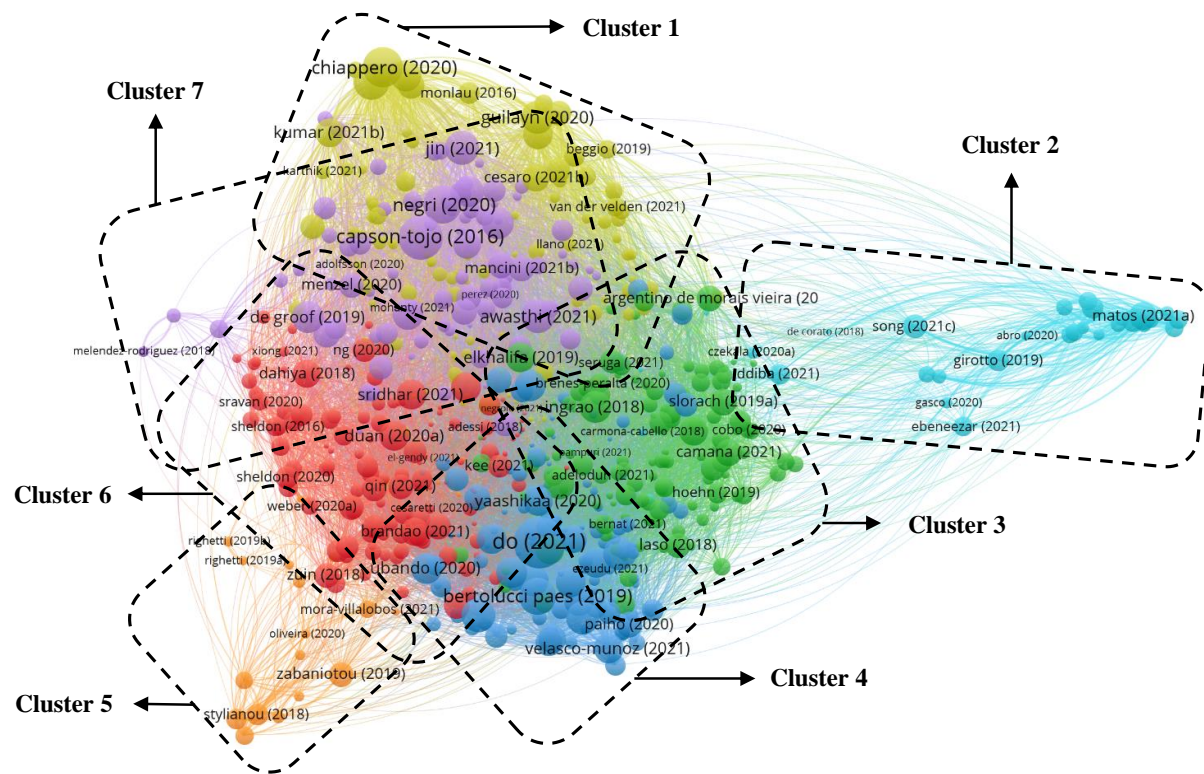 Cluster 1
chiappero (2020)
Cluster 7
monlau (2016)
guilayn (2020)
kumar (2021b)
jin (2021)
beggio (2019)
Cluster 2
karthik (2021)
cesaro (2021b)
negri (2020)
van der velden (2021)
capson-tojo (2016)
llano (2021)
adolfsson (2020)
mancini (2021b)
menzel (2020)
perez (2020)
argentino de morais vieira (20
mohanty (2021)
de groof (2019)
awasthi (2021)
matos (2021a)
de corato (2018)
song (2021c)
abro (2020)
melendez-rodriguez (2018)
xiong (2021)
ng (2020)
elkhalifa (2019)
seruga (2021)
czekala (2020a)
girotto (2019)
dahiya (2018)
ddiba (2021)
brenes-peralta (2020)
sravan (2020)
sridhar (2021)
slorach (2019a)
gasco (2020)
ingrao (2018)
sheldon (2016)
adessi (2018)
carmona-cabello (2018)
cobo (2020)
ebeneezar (2021)
duan (2020a)
el-gendy (2021)
pampuri (2021)
camana (2021)
kee (2021)
sheldon (2020)
adelodun (2021)
qin (2021)
Cluster 6
hoehn (2019)
weber (2020a)
cesaretti (2020)
yaashikaa (2020)
brandao (2021)
bernat (2021)
Cluster 3
righetti (2019b)
do (2021)
laso (2018)
righetti (2019a)
zuin (2018)
ubando (2020)
ezeudu (2021)
bertolucci paes (2019)
mora-villalobos (2021)
paiho (2020)
oliveira (2020)
velasco-munoz (2021)
zabaniotou (2019)
Cluster 4
Cluster 5
stylianou (2018)